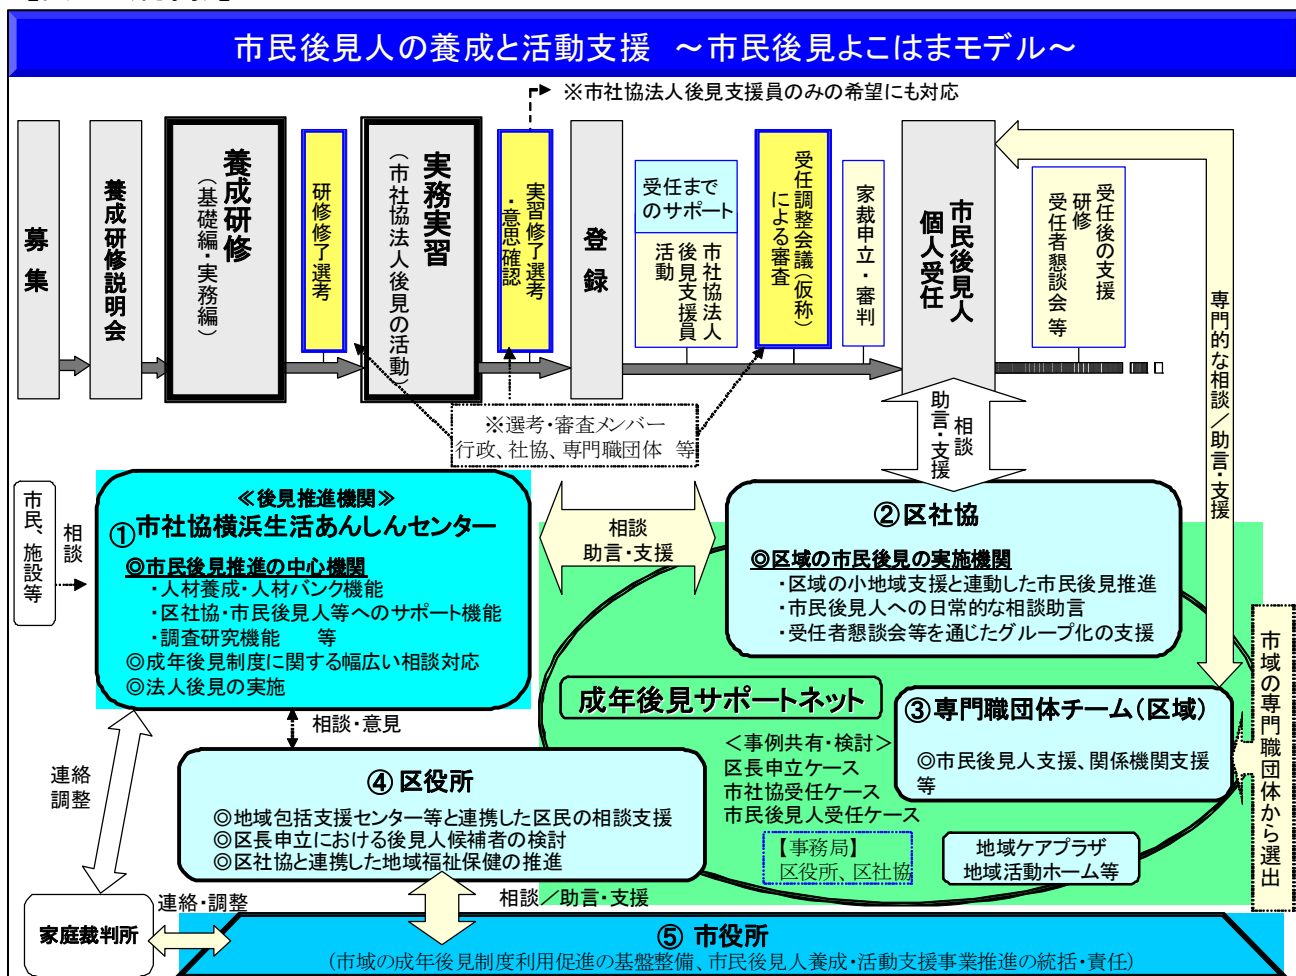 市民後見人の養成と活動支援 ～市民後見よこはまモデル～
※市社協法人後見支援員のみの希望にも対応
募集
養成研修説明会
養成研修
（基礎編・実務編）
研修修了選考
実務実習
（市社協法人後見の活動）
実習修了選考
・意思確認
登録
受任まで
のサポート
市社協法人
後見支援員
活動
受任調整会議（仮称）
による審査
家裁申立・審判
市民後見人
個人受任
受任後の支援
研修
受任者懇談会 等
専門的な相談／助言・支援
※選考・審査メンバー
行政、社協、専門職団体 等
相談
助言・支援
市民、施設等
相談
≪後見推進機関≫
①市社協横浜生活あんしんセンター
◎市民後見推進の中心機関
・人材養成・人材バンク機能
・区社協・市民後見人等へのサポート機能
・調査研究機能 等
◎成年後見制度に関する幅広い相談対応
◎法人後見の実施
相談
助言・支援
②区社協
◎区域の市民後見の実施機関
・区域の小地域支援と連動した市民後見推進
・市民後見人への日常的な相談助言
・受任者懇談会等を通じたグループ化の支援
成年後見サポートネット
＜事例共有・検討＞
区長申立ケース
市社協受任ケース
市民後見人受任ケース
【事務局】
区役所、区社協
③専門職団体チーム（区域）
◎市民後見人支援、関係機関支援
等
市域の専門職団体から選出
地域ケアプラザ
地域活動ホーム等
相談・意見
連絡
調整
④区役所
◎地域包括支援センター等と連携した区民の相談支援
◎区長申立における後見人候補者の検討
◎区社協と連携した地域福祉保健の推進
相談／助言・支援
連絡・調整
家庭裁判所
⑤ 市役所
（市域の成年後見制度利用促進の基盤整備、市民後見人養成・活動支援事業推進の統括・責任）